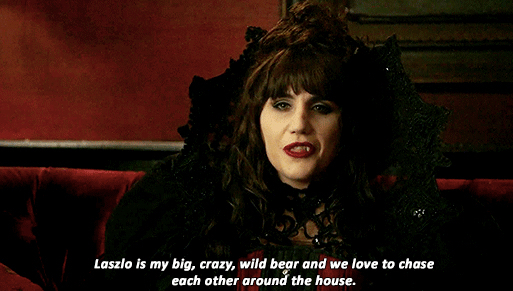 Laszlo is my big, crazy, wild bear and we love to chase
each other around the house.